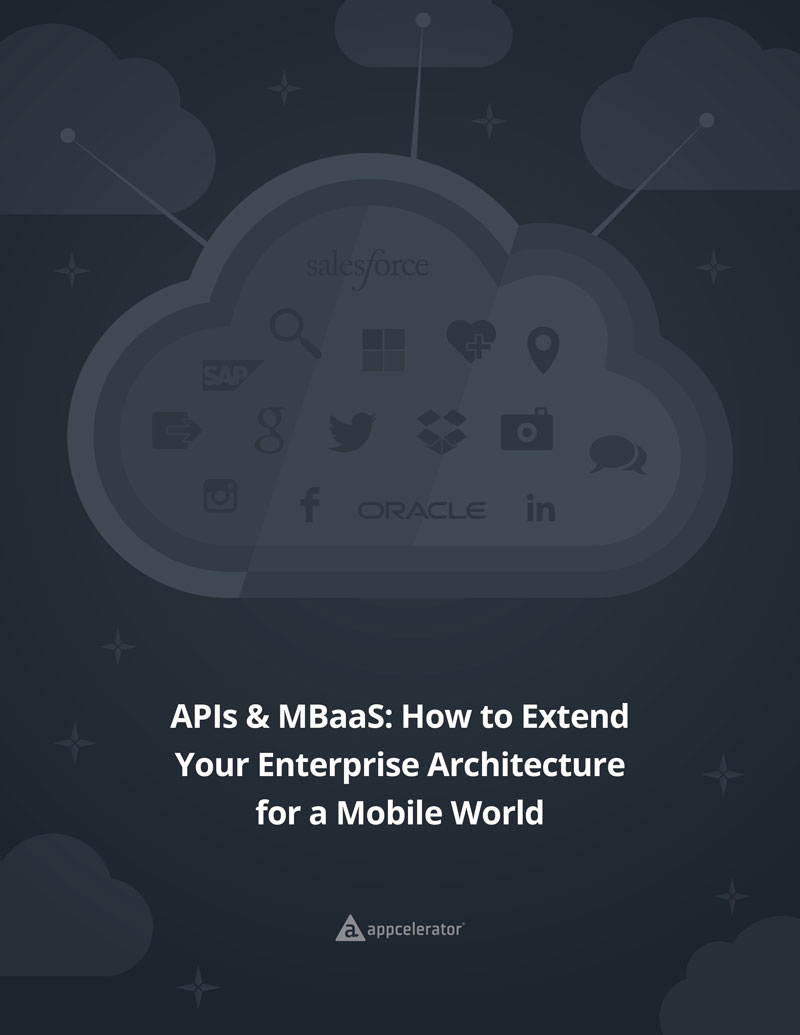 salesforce
SAP
g
f
ORACLE
in
APIs & MBaaS: How to Extend
Your Enterprise Architecture
for a Mobile World
a appcelerator